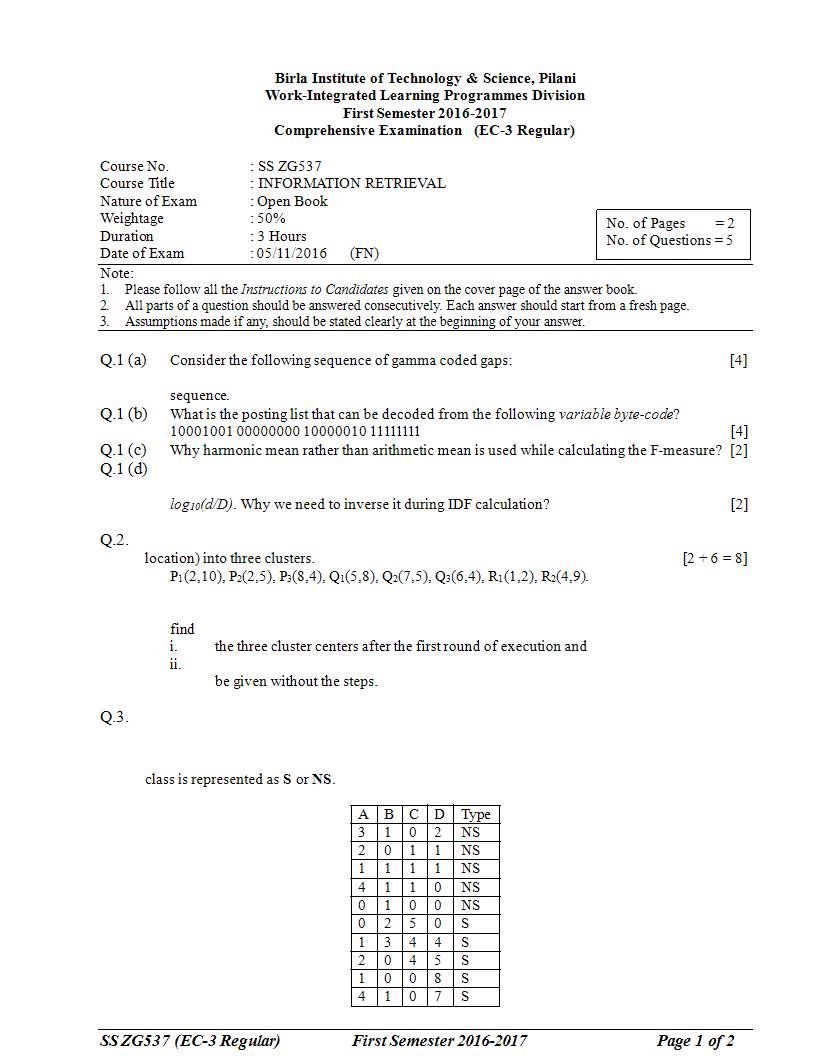 Birla Institute of Technology & Science, Pilani
Work-Integrated Learning Programmes Division
First Semester 2016-2017
Comprehensive Examination (EC-3 Regular)
Course No. : SS ZG537
Course Title : INFORMATION RETRIEVAL
Nature of Exam : Open Book
Weightage : 50%
Duration : 3 Hours
Date of Exam : 05/11/2016 (FN)
No. of Pages = 2
No. of Questions = 5
Note:
1. Please follow all the Instructions to Candidates given on the cover page of the answer book.
2. All parts of a question should be answered consecutively. Each answer should start from a fresh page.
3. Assumptions made if any, should be stated clearly at the beginning of your answer.
Q.1 (a) Consider the following sequence of gamma coded gaps: [4]
sequence.
Q.1 (b) What is the posting list that can be decoded from the following variable byte-code?
10001001 00000000 10000010 11111111 [4]
Q.1 (c) Why harmonic mean rather than arithmetic mean is used while calculating the F-measure? [2]
Q.1 (d)
log10(d/D). Why we need to inverse it during IDF calculation? [2]
Q.2.
location) into three clusters. [2 + 6 = 8]
P1(2,10), P2(2,5), P3(8,4), Q1(5,8), Q2(7,5), Q3(6,4), R1(1,2), R2(4,9).
find
i. the three cluster centers after the first round of execution and
ii.
be given without the steps.
Q.3.
class is represented as S or NS.
A B C D Type
3 1 0 2 NS
2 0 1 1 NS
1 1 1 1 NS
4 1 1 0 NS
0 1 0 0 NS
0 2 5 0 S
1 3 4 4 S
2 0 4 5 S
1 0 0 8 S
4 1 0 7 S
SS ZG537 (EC-3 Regular) First Semester 2016-2017 Page 1 of 2